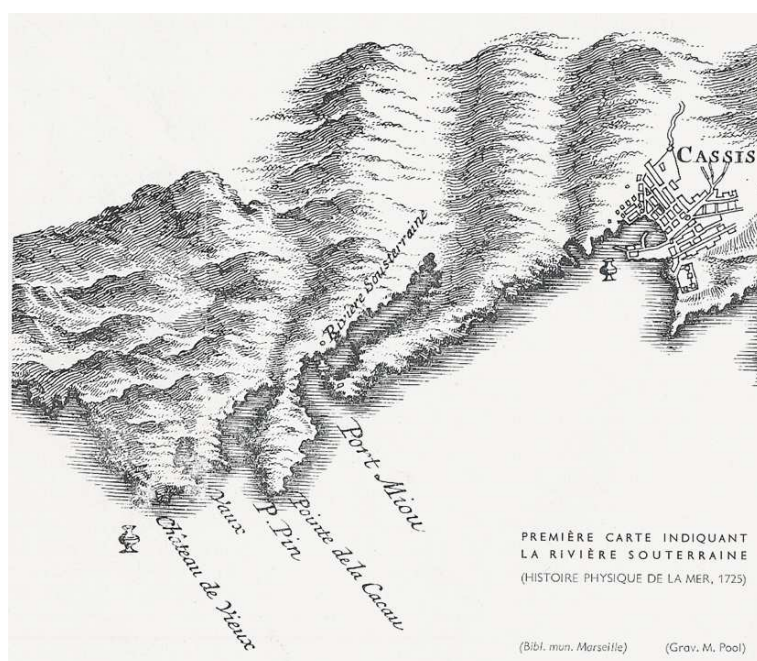 CASSIS
Rivière Sousterraine
Port Miou
Pointe de la Cacau
P. Pin
Vaux
Château de Vieux
PREMIÈRE CARTE INDIQUANT
LA RIVIÈRE SOUTERRAINE
(HISTOIRE PHYSIQUE DE LA MER, 1725)
(Bibl. mun. Marseille) (Grav. M. Pool)